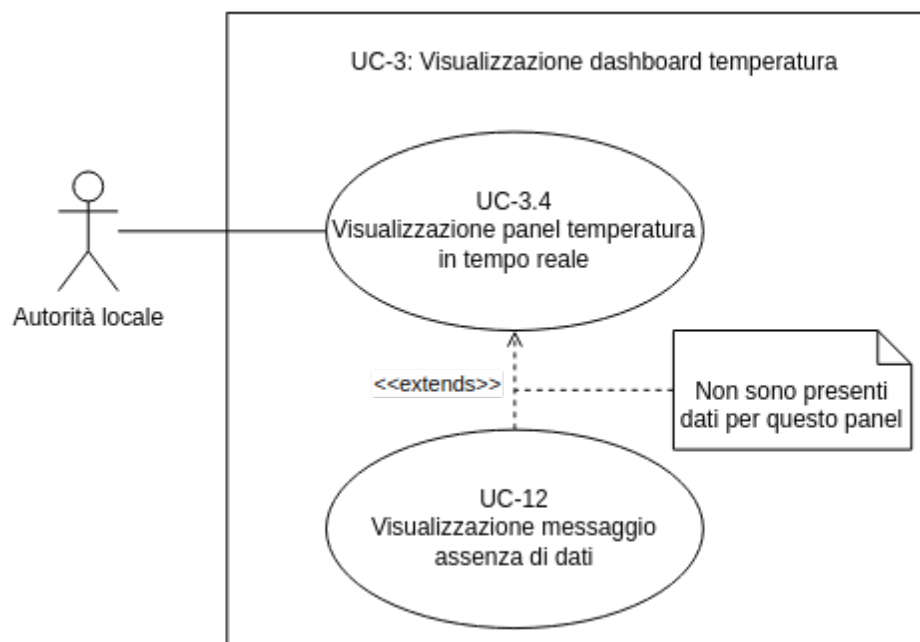 UC-3: Visualizzazione dashboard temperatura
UC-3.4
Visualizzazione panel temperatura
in tempo reale
Autorità locale
<<extends>>
Non sono presenti
dati per questo panel
UC-12
Visualizzazione messaggio
assenza di dati